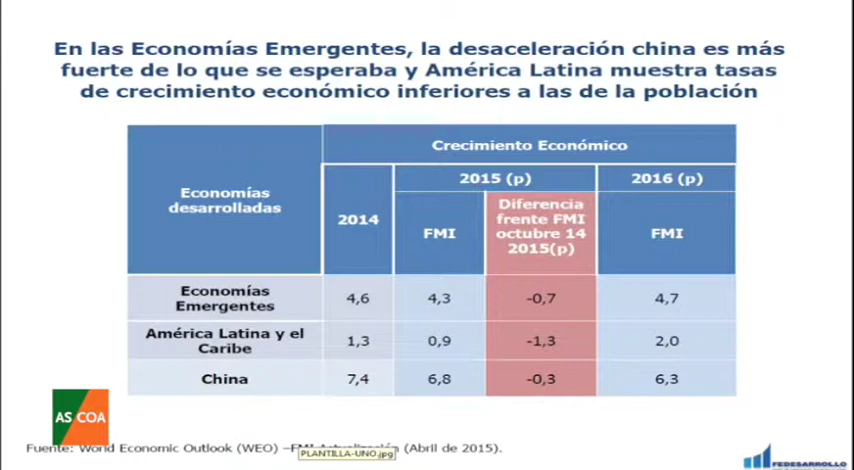 En las Economías Emergentes, la desaceleración china es más
fuerte de lo que se esperaba y América Latina muestra tasas
de crecimiento económico inferiores a las de la población
Economías
desarrolladas
Crecimiento Económico
2014
2015 (p)
2016 (p)
FMI
Diferencia
frente FMI
octubre 14
2015(p)
FMI
Economías
Emergentes
4,6
4,3
-0,7
4,7
América Latina y el
Caribe
1,3
0,9
-1,3
2,0
China
7,4
6,8
-0,3
6,3
AS COA
Fuente: World Economic Outlook (WEO) –FMI (Abril de 2015).
PLANTILLA-UNO.jpg
FEDESARROLLO